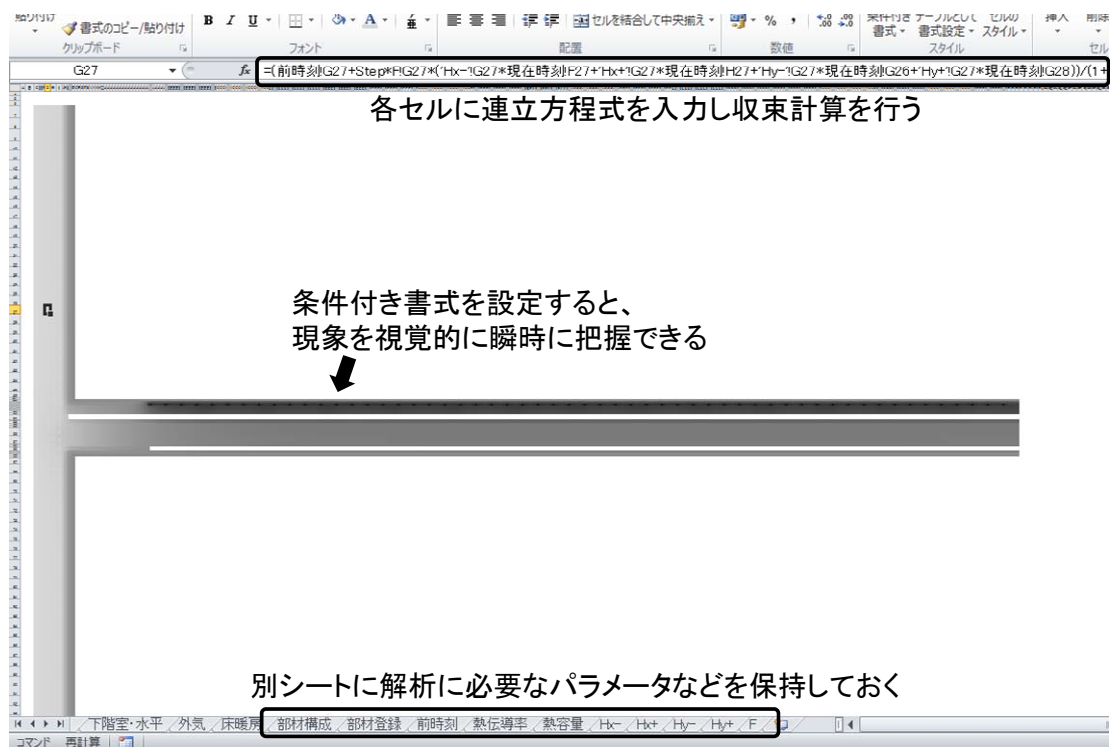 貼り付け
書式のコピー/貼り付け
B I U A
セルを結合して中央揃え
%
条件付き 書式
テーブルとして 書式設定
セルの スタイル
挿入 削除
クリップボード フォント 配置 数値 スタイル セル
G27
fx =(前時刻!G27+Step*F!G27*('Hx-'!G27*現在時刻!F27+'Hx+'!G27*現在時刻!H27+'Hy-'!G27*現在時刻!G26+'Hy+'!G27*現在時刻!G28))/(1+
各セルに連立方程式を入力し収束計算を行う
条件付き書式を設定すると、
現象を視覚的に瞬時に把握できる
別シートに解析に必要なパラメータなどを保持しておく
下階室・水平 外気 床暖房 部材構成 部材登録 前時刻 熱伝導率 熱容量 Hx- Hx+ Hy- Hy+ F
コマンド 再計算